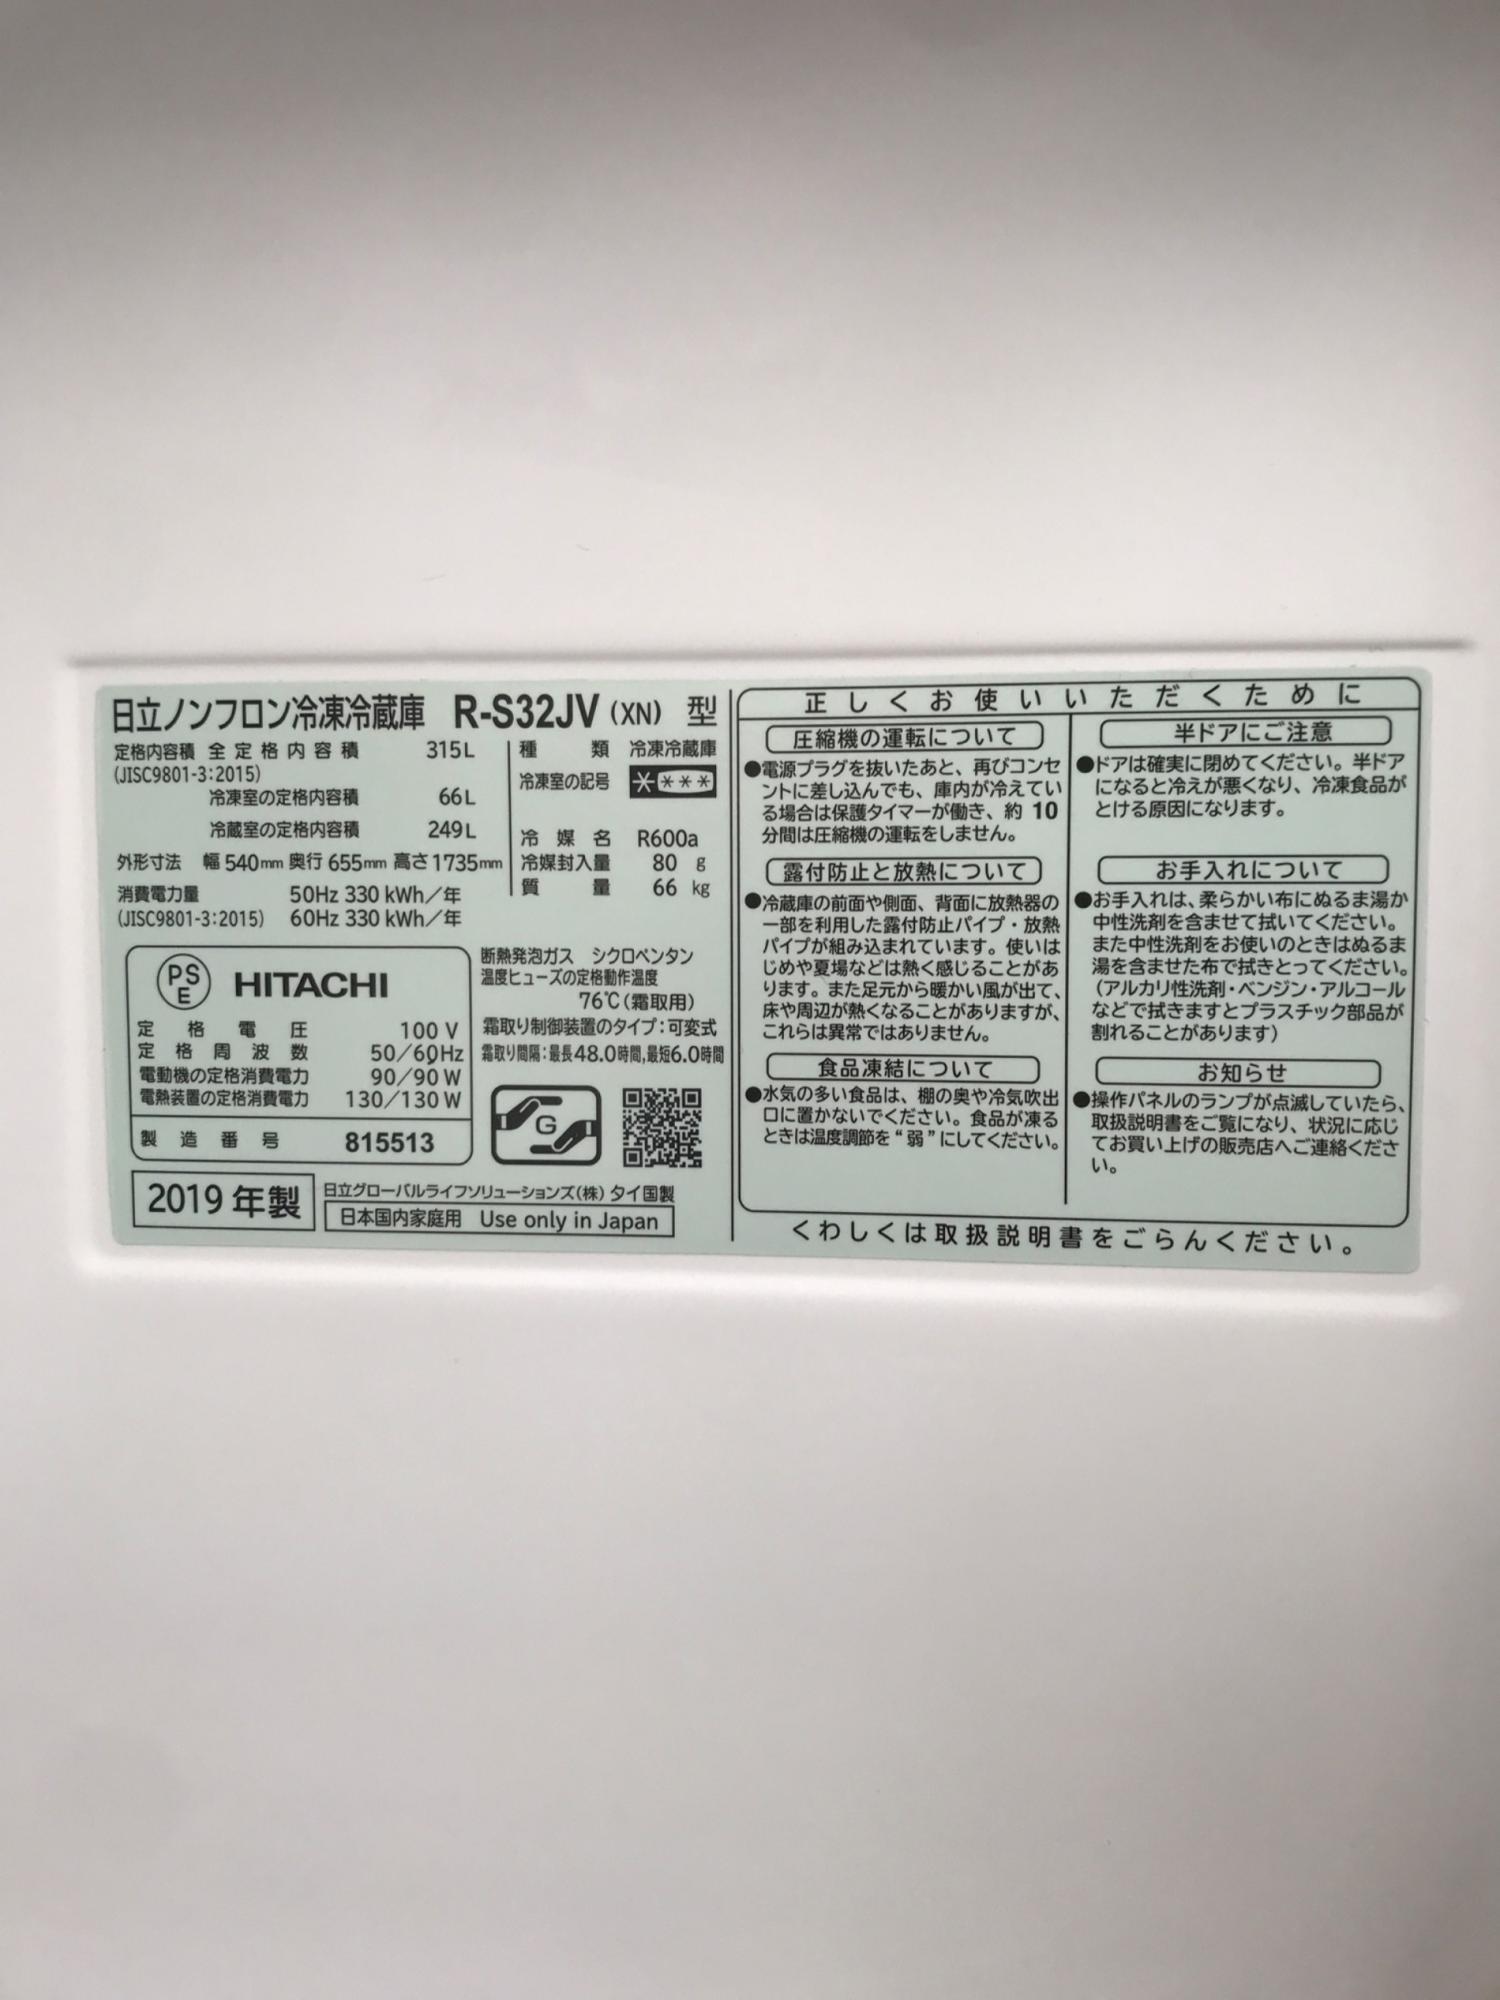 日立ノンフロン冷凍冷蔵庫 R-S32JV (XN) 型
定格内容積 全定格内容積 315L
(JISC9801-3:2015)
冷凍室の定格内容積 66L
冷蔵室の定格内容積 249L
外形寸法 幅540mm奥行655mm高さ1735mm
消費電力量 50Hz 330 kWh/年
(JISC9801-3:2015) 60Hz 330 kWh/年
種類 冷凍冷蔵庫
冷凍室の記号 ****
冷媒名 R600a
冷媒封入量 80 g
質量 66 kg
PSE HITACHI
定格電圧 100 V
定格周波数 50/60Hz
電動機の定格消費電力 90/90 W
電熱装置の定格消費電力 130/130 W
製造番号 815513
断熱発泡ガス シクロペンタン
温度ヒューズの定格動作温度
76℃(霜取用)
霜取り制御装置のタイプ:可変式
霜取り間隔:最長48.0時間,最短6.0時間
G
2019 年製
日立グローバルライフソリューションズ(株) タイ国製
日本国内家庭用 Use only in Japan
正しくお使いいただくために
圧縮機の運転について
●電源プラグを抜いたあと、再びコンセ
ントに差し込んでも、庫内が冷えてい
る場合は保護タイマーが働き、約 10
分間は圧縮機の運転をしません。
露付防止と放熱について
●冷蔵庫の前面や側面、背面に放熱器の
一部を利用した露付防止パイプ・放熱
パイプが組み込まれています。使いは
じめや夏場などは熱く感じることがあ
ります。また足元から暖かい風が出て、
床や周辺が熱くなることがありますが、
これらは異常ではありません。
食品凍結について
●水気の多い食品は、棚の奥や冷気吹出
口に置かないでください。食品が凍る
ときは温度調節を“弱”にしてください。
半ドアにご注意
●ドアは確実に閉めてください。半ドア
になると冷えが悪くなり、冷凍食品が
とける原因になります。
お手入れについて
●お手入れは、柔らかい布にぬるま湯か
中性洗剤を含ませて拭いてください。
また中性洗剤をお使いのときはぬるま
湯を含ませた布で拭きとってください。
(アルカリ性洗剤・ベンジン・アルコール
などで拭きますとプラスチック部品が
割れることがあります)
お知らせ
●操作パネルのランプが点滅していたら、
取扱説明書をご覧になり、状況に応じ
てお買い上げの販売店へご連絡くださ
い。
くわしくは取扱説明書をごらんください。